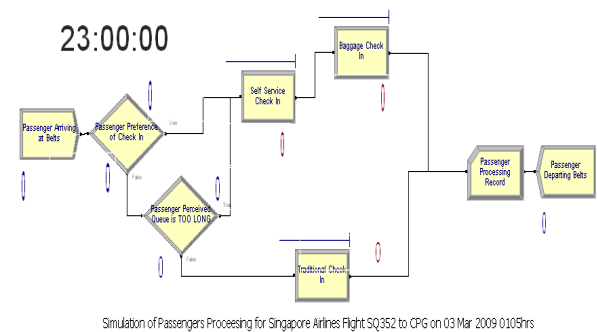 23:00:00
Baggage Check
In
Self Service
Check In
Passenger Arriving
at Belts
Passenger Preference
of Check In
True
False
0
0
0
0
0
Passenger Perceived
Queue is TOO LONG
0
True
False
0
Traditional Check
In
0
Passenger
Processing
Record
Passenger
Departing Belts
0
Simulation of Passengers Proceesing for Singapore Airlines Flight SQ352 to CPG on 03 Mar 2009 0105hrs